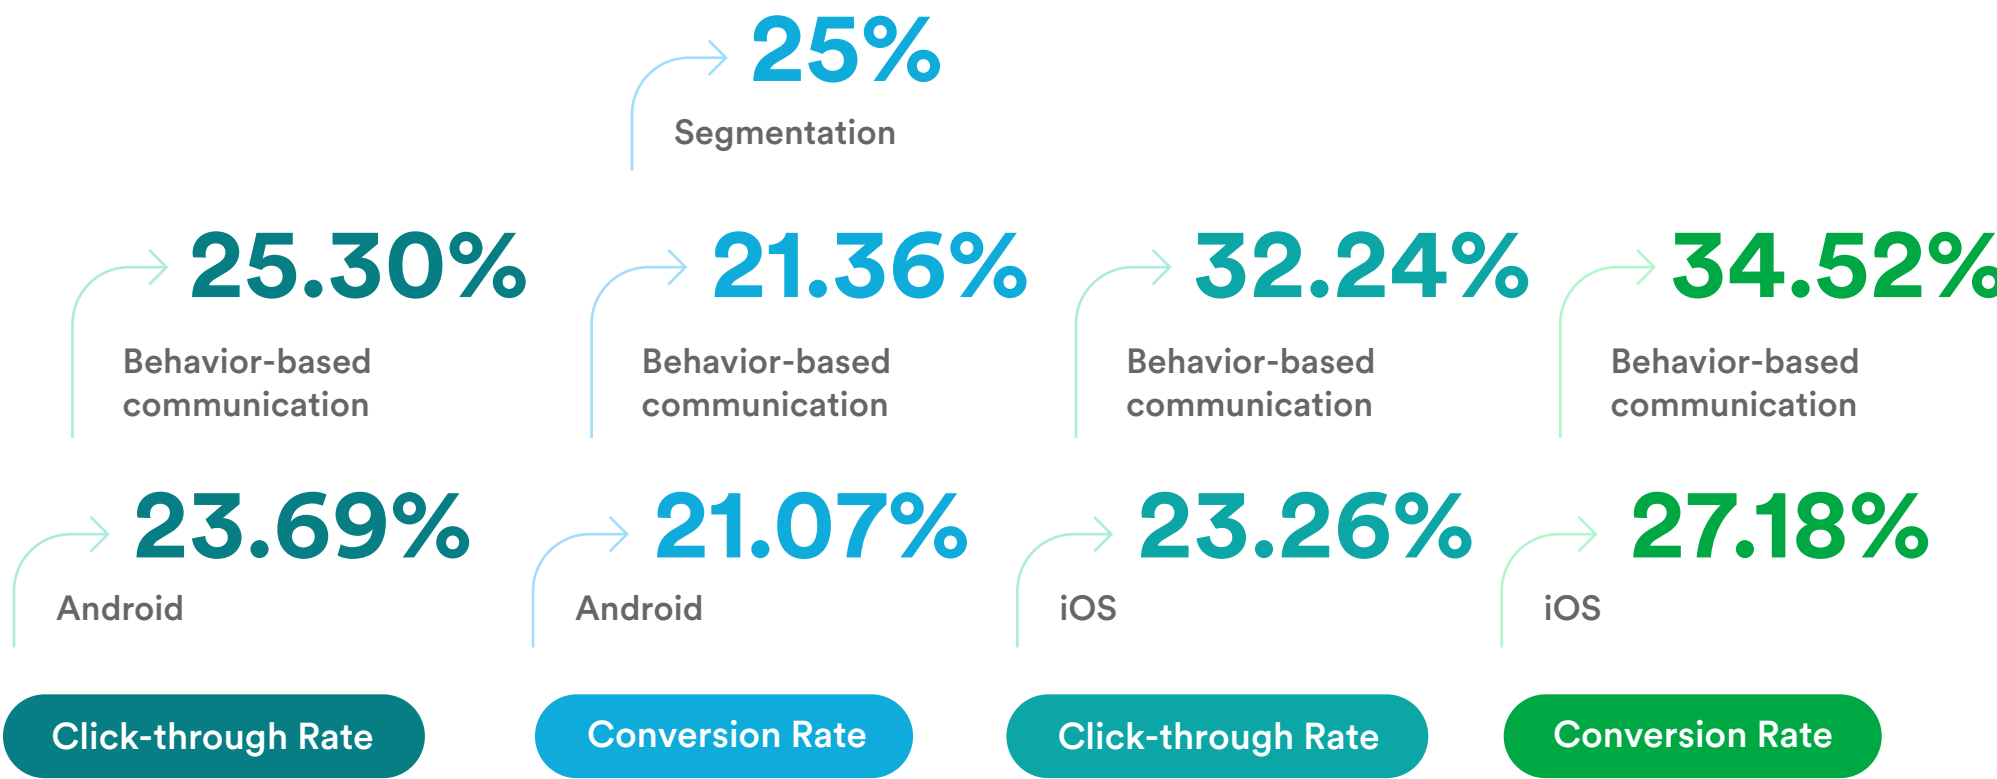 25%
Segmentation
25.30%
21.36%
32.24%
34.52%
Behavior-based
communication
Behavior-based
communication
Behavior-based
communication
Behavior-based
communication
23.69%
21.07%
23.26%
27.18%
Android
Android
iOS
iOS
Click-through Rate
Conversion Rate
Click-through Rate
Conversion Rate